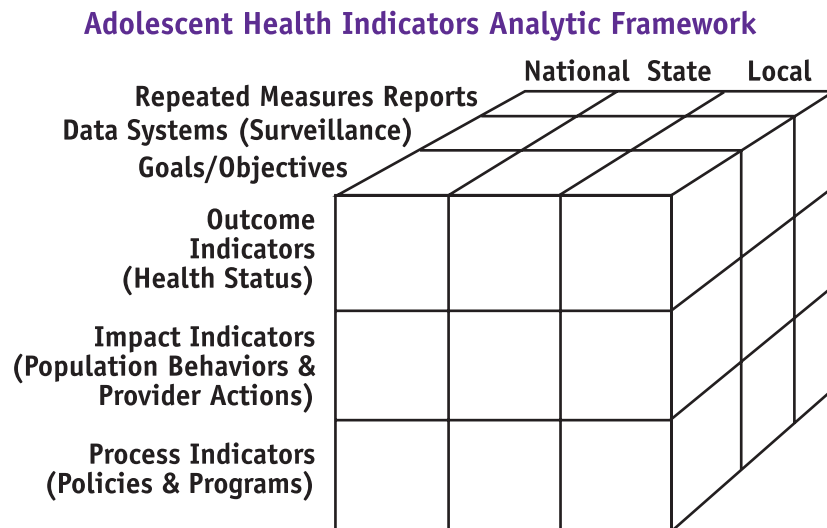 Adolescent Health Indicators Analytic Framework
National State Local
Repeated Measures Reports
Data Systems (Surveillance)
Goals/Objectives
Outcome
Indicators
(Health Status)
Impact Indicators
(Population Behaviors &
Provider Actions)
Process Indicators
(Policies & Programs)